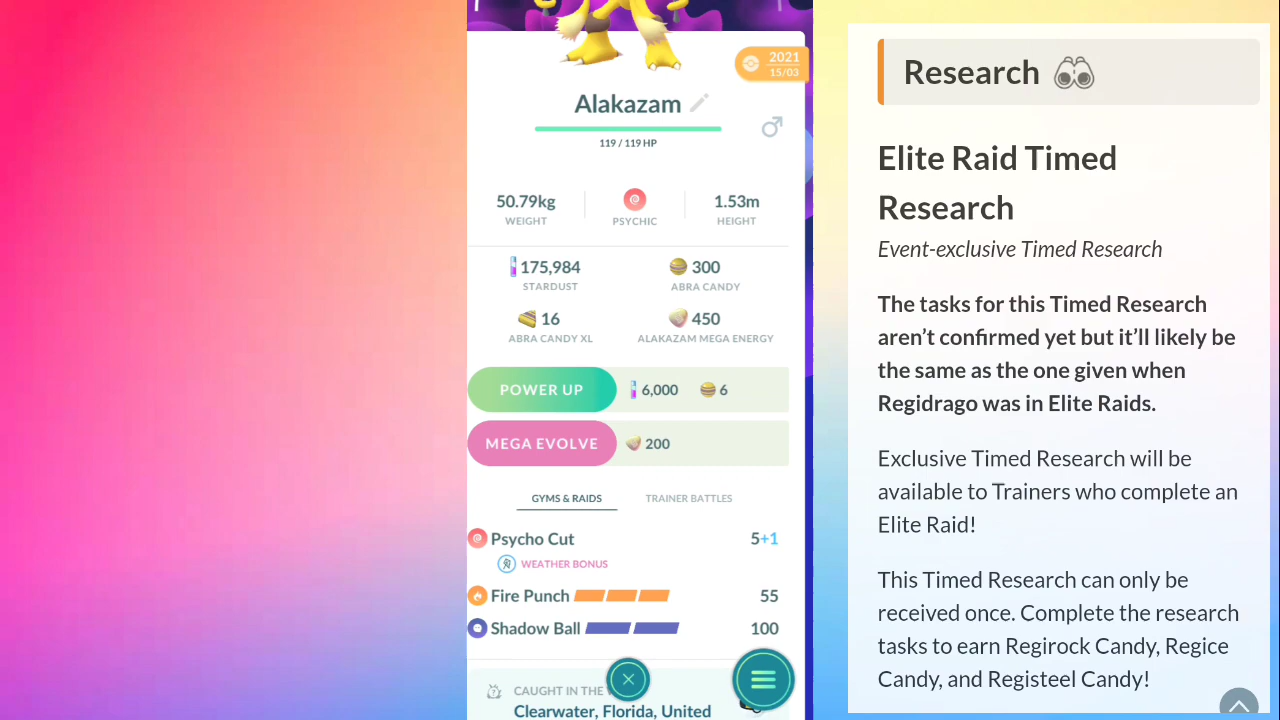 2021
15/03
Alakazam
119 / 119 HP
50.79kg
WEIGHT
PSYCHIC
1.53m
HEIGHT
175,984
STARDUST
300
ABRA CANDY
16
ABRA CANDY XL
450
ALAKAZAM MEGA ENERGY
POWER UP
6,000
6
MEGA EVOLVE
200
GYMS & RAIDS
TRAINER BATTLES
Psycho Cut
5+1
WEATHER BONUS
Fire Punch
55
Shadow Ball
100
CAUGHT IN THE
Clearwater, Florida, United
Research
Elite Raid Timed
Research
Event-exclusive Timed Research
The tasks for this Timed Research
aren’t confirmed yet but it’ll likely be
the same as the one given when
Regidrago was in Elite Raids.
Exclusive Timed Research will be
available to Trainers who complete an
Elite Raid!
This Timed Research can only be
received once. Complete the research
tasks to earn Regirock Candy, Regice
Candy, and Registeel Candy!